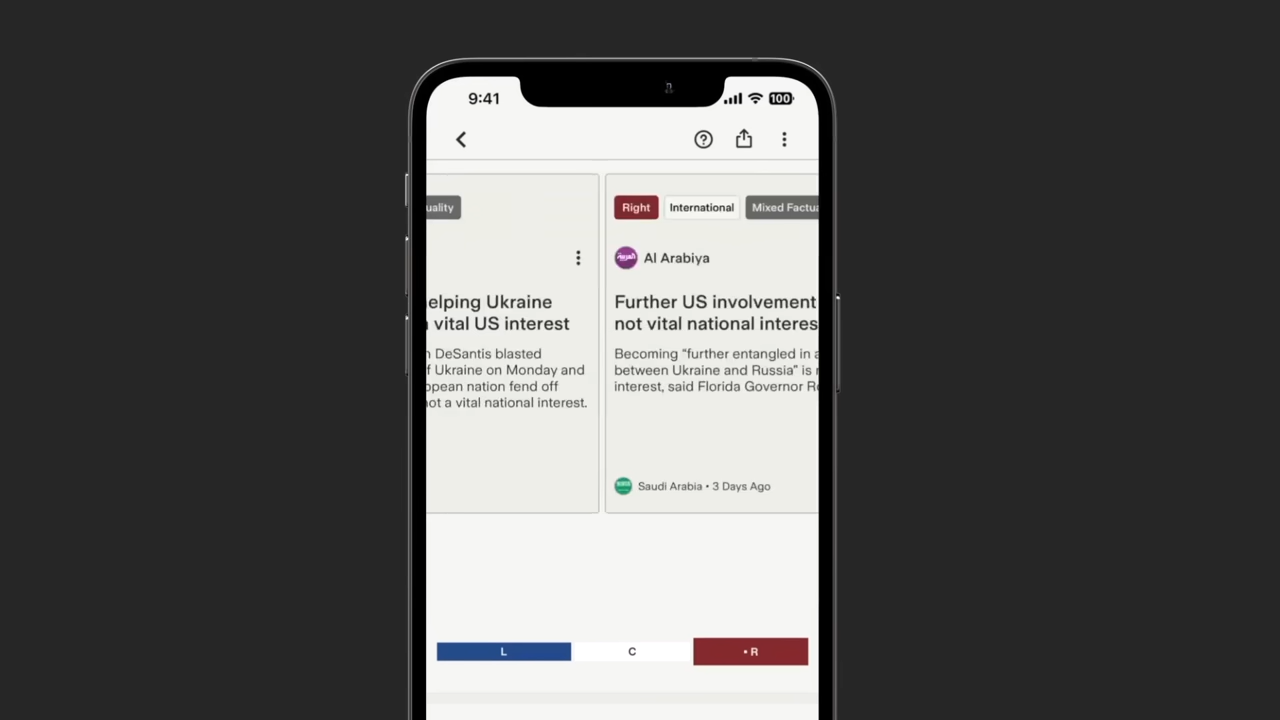 9:41
100
uality
Right
International
Mixed Factua
Al Arabiya
elping Ukraine
vital US interest
Further US involvement
not vital national interes
DeSantis blasted
f Ukraine on Monday and
opean nation fend off
not a vital national interest.
Becoming “further entangled in a
between Ukraine and Russia” is
interest, said Florida Governor R
Saudi Arabia • 3 Days Ago
L
C
• R